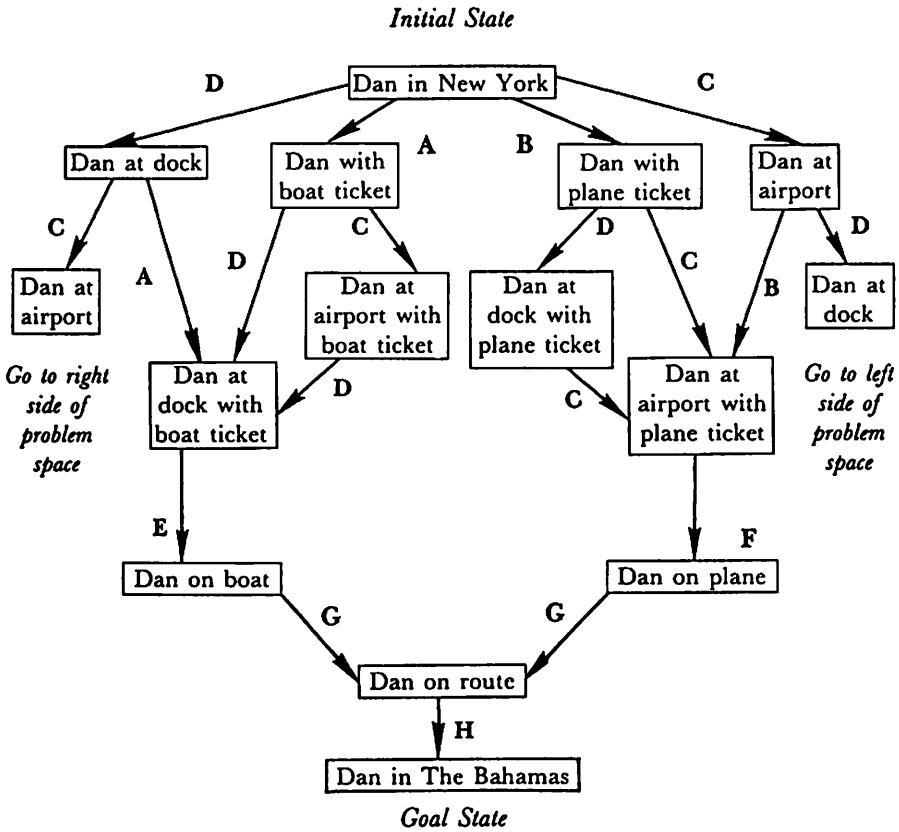 Initial State
D
Dan in New York
C
Dan at dock
Dan with
boat ticket
A
B
Dan with
plane ticket
Dan at
airport
C
A
D
C
D
C
B
D
Dan at
airport
Dan at
airport with
boat ticket
Dan at
dock with
plane ticket
Dan at
dock
Go to right
side of
problem
space
Dan at
dock with
boat ticket
D
C
Dan at
airport with
plane ticket
Go to left
side of
problem
space
E
F
Dan on boat
Dan on plane
G
G
Dan on route
H
Dan in The Bahamas
Goal State